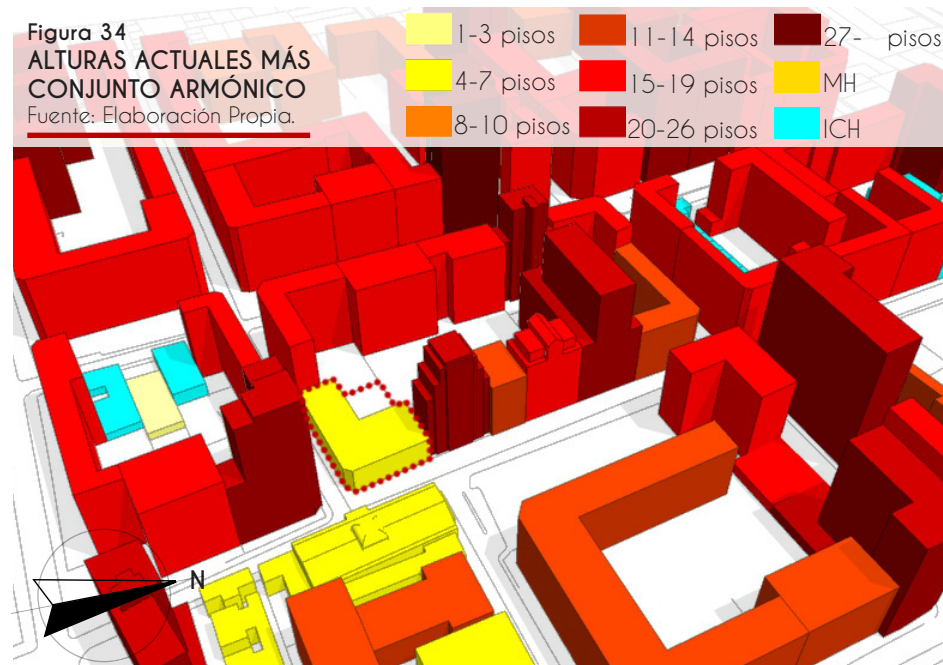 Figura 34
ALTURAS ACTUALES MÁS
CONJUNTO ARMÓNICO
Fuente: Elaboración Propia.
1-3 pisos
4-7 pisos
8-10 pisos
11-14 pisos
15-19 pisos
20-26 pisos
27- pisos
MH
ICH
N